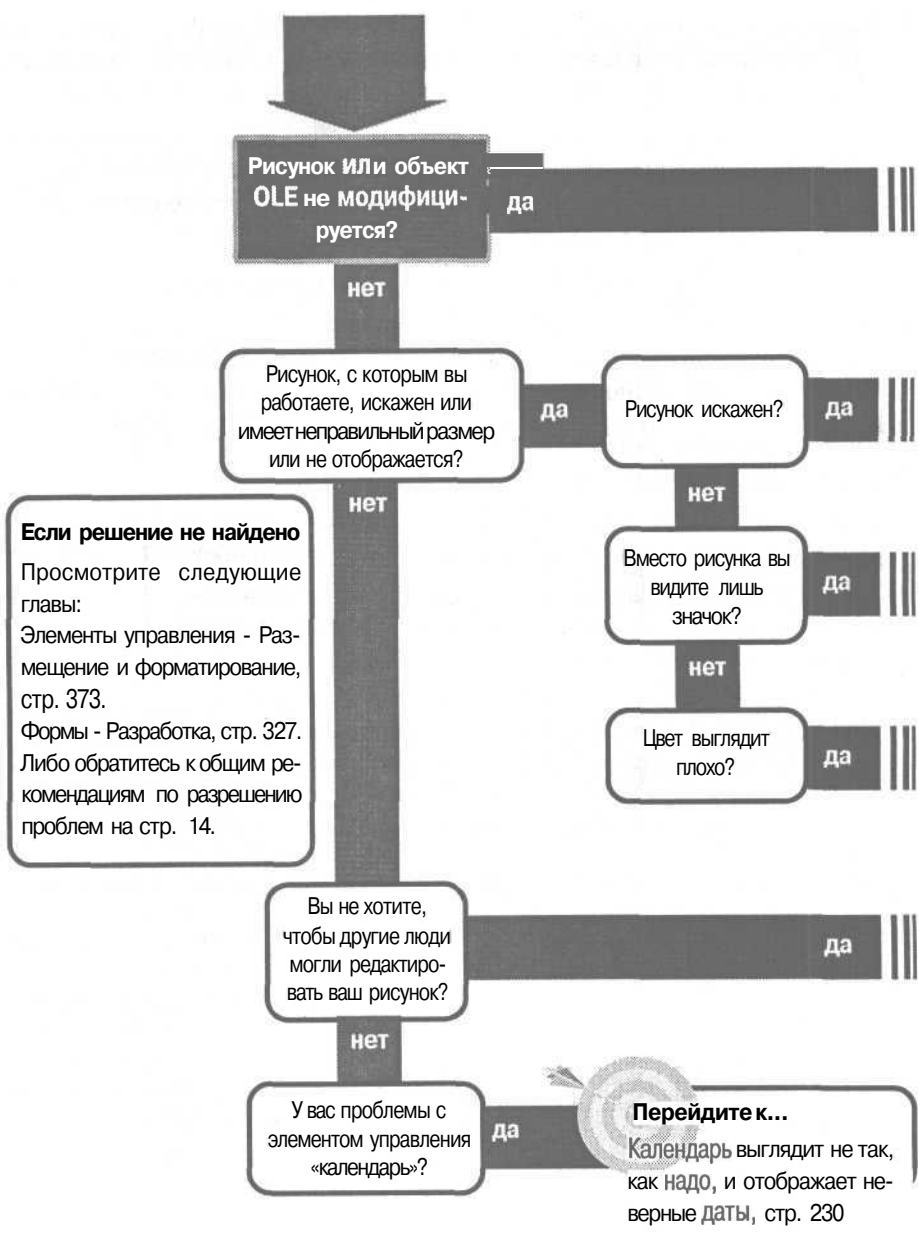 Рисунок или объект
OLE не модифици-
руется?
да
нет
Рисунок, с которым вы
работаете, искажен или
имеет неправильный размер
или не отображается?
да
Рисунок искажен?
да
нет
нет
Если решение не найдено
Просмотрите следующие
главы:
Элементы управления - Раз-
мещение и форматирование,
стр. 373.
Формы - Разработка, стр. 327.
Либо обратитесь к общим ре-
комендациям по разрешению
проблем на стр. 14.
Вместо рисунка вы
видите лишь
значок?
да
нет
Цвет выглядит
плохо?
да
Вы не хотите,
чтобы другие люди
могли редактиро-
вать ваш рисунок?
да
нет
У вас проблемы с
элементом управления
«календарь»?
да
Перейдите к...
Календарь выглядит не так,
как надо, и отображает не-
верные даты, стр. 230